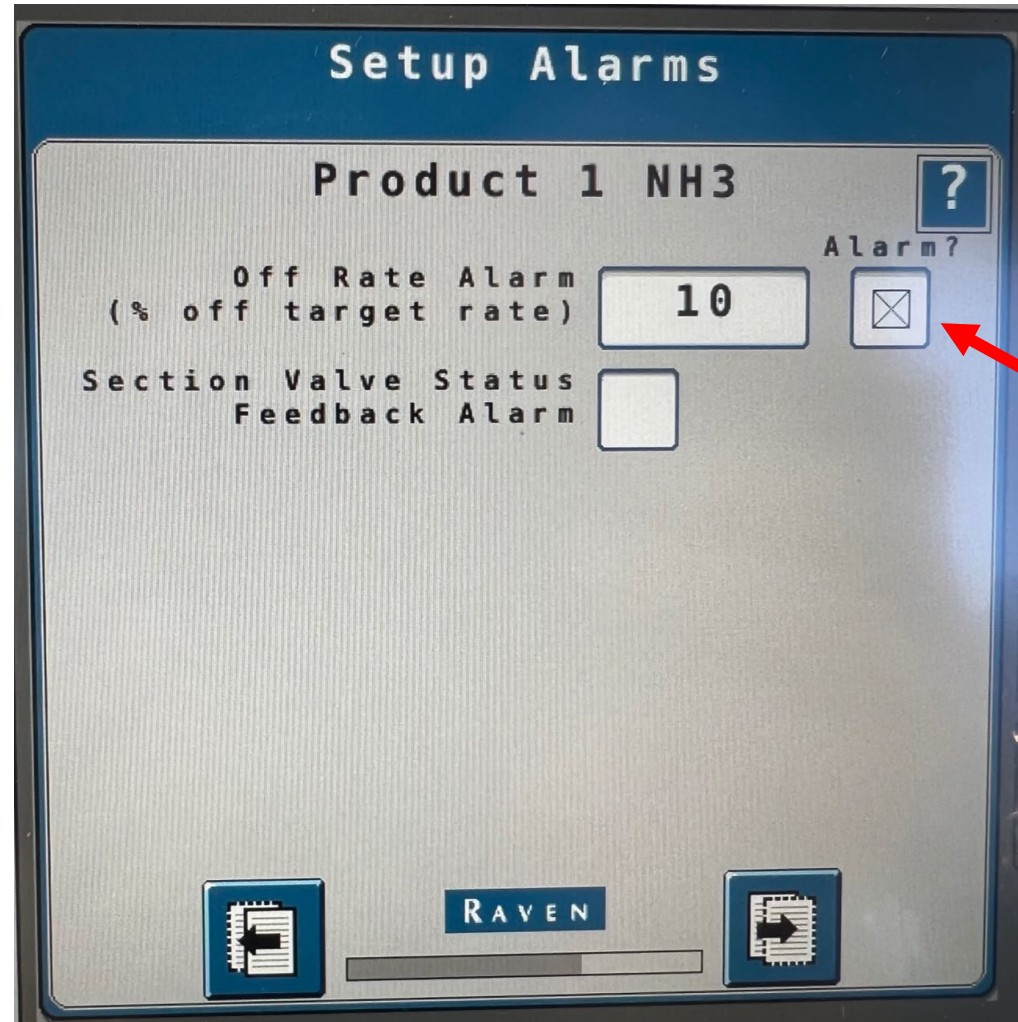 Setup Alarms
Product 1 NH3
?
Alarm?
Off Rate Alarm
(% off target rate)
10
Section Valve Status
Feedback Alarm
RAVEN